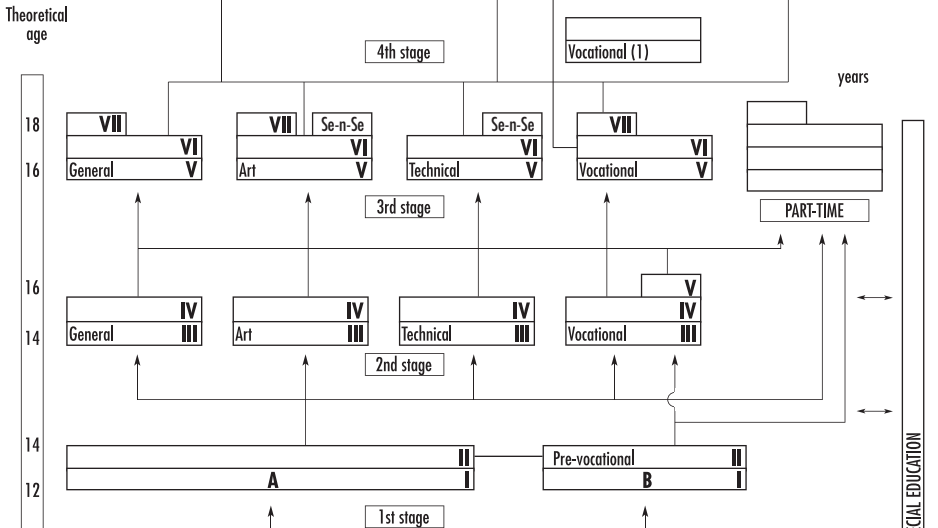 Theoretical
age
4th stage
Vocational (1)
years
18
VII
VII
Se-n-Se
Se-n-Se
VII
VI
VI
VI
VI
16
General V
Art V
Technical V
Vocational V
3rd stage
PART-TIME
16
V
IV
IV
IV
IV
14
General III
Art III
Technical III
Vocational III
2nd stage
14
II
Pre-vocational II
12
A I
B I
1st stage
EDUCATION